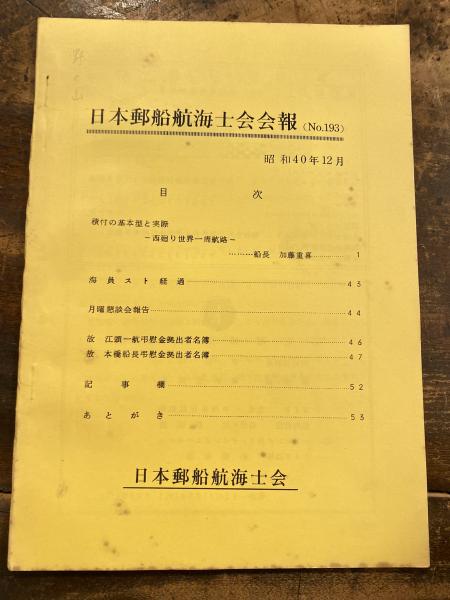 日本郵船航海士会会報 (No.193)
昭和40年12月
目次
積付の基本型と実際
－西廻り世界一周航路－
………船長 加藤重喜………1
海員スト経過………43
月曜懇談会報告………44
故 江頭一航弔慰金拠出者名簿………46
故 本橋船長弔慰金拠出者名簿………47
記事欄………52
あとがき………53
日本郵船航海士会